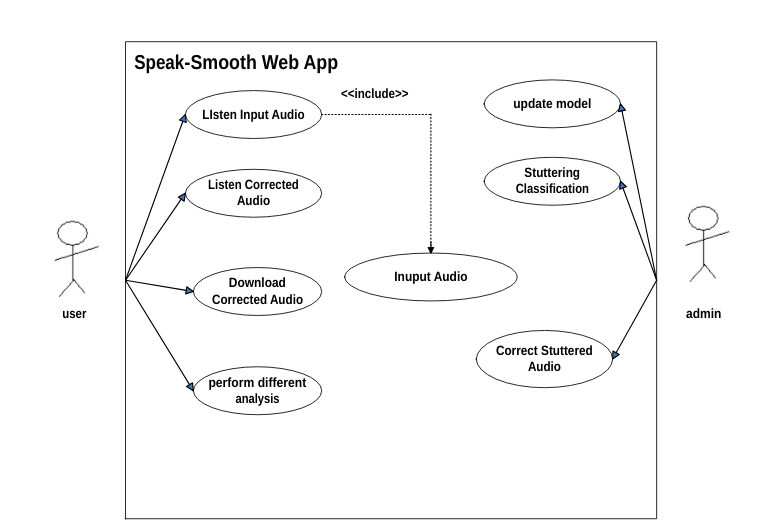 Speak-Smooth Web App
<<include>>
LIsten Input Audio
update model
Listen Corrected
Audio
Stuttering
Classification
Download
Corrected Audio
Inuput Audio
user
admin
Correct Stuttered
Audio
perform different
analysis